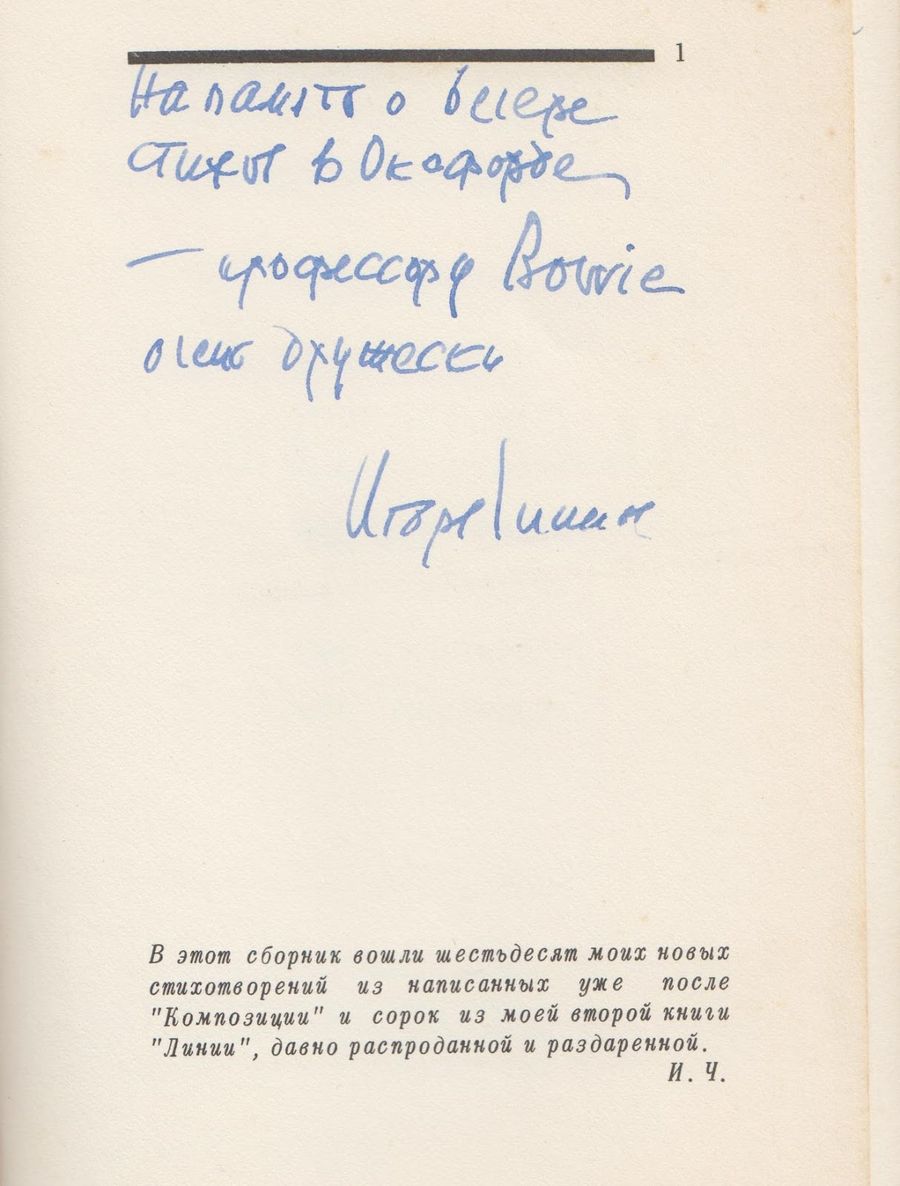 1
На память о вечере
стихов в Оксфорде
— профессору Bowrie
очень дружески
Игорь Чиннов
В этот сборник вошли шестьдесят моих новых
стихотворений из написанных уже после
"Композиции" и сорок из моей второй книги
"Линии", давно распроданной и раздаренной.
И. Ч.